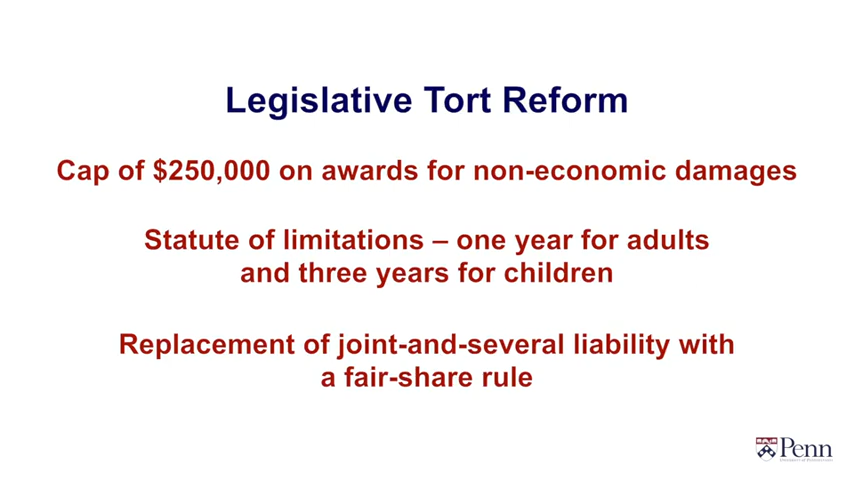 Legislative Tort Reform
Cap of $250,000 on awards for non-economic damages
Statute of limitations – one year for adults
and three years for children
Replacement of joint-and-several liability with
a fair-share rule
Penn